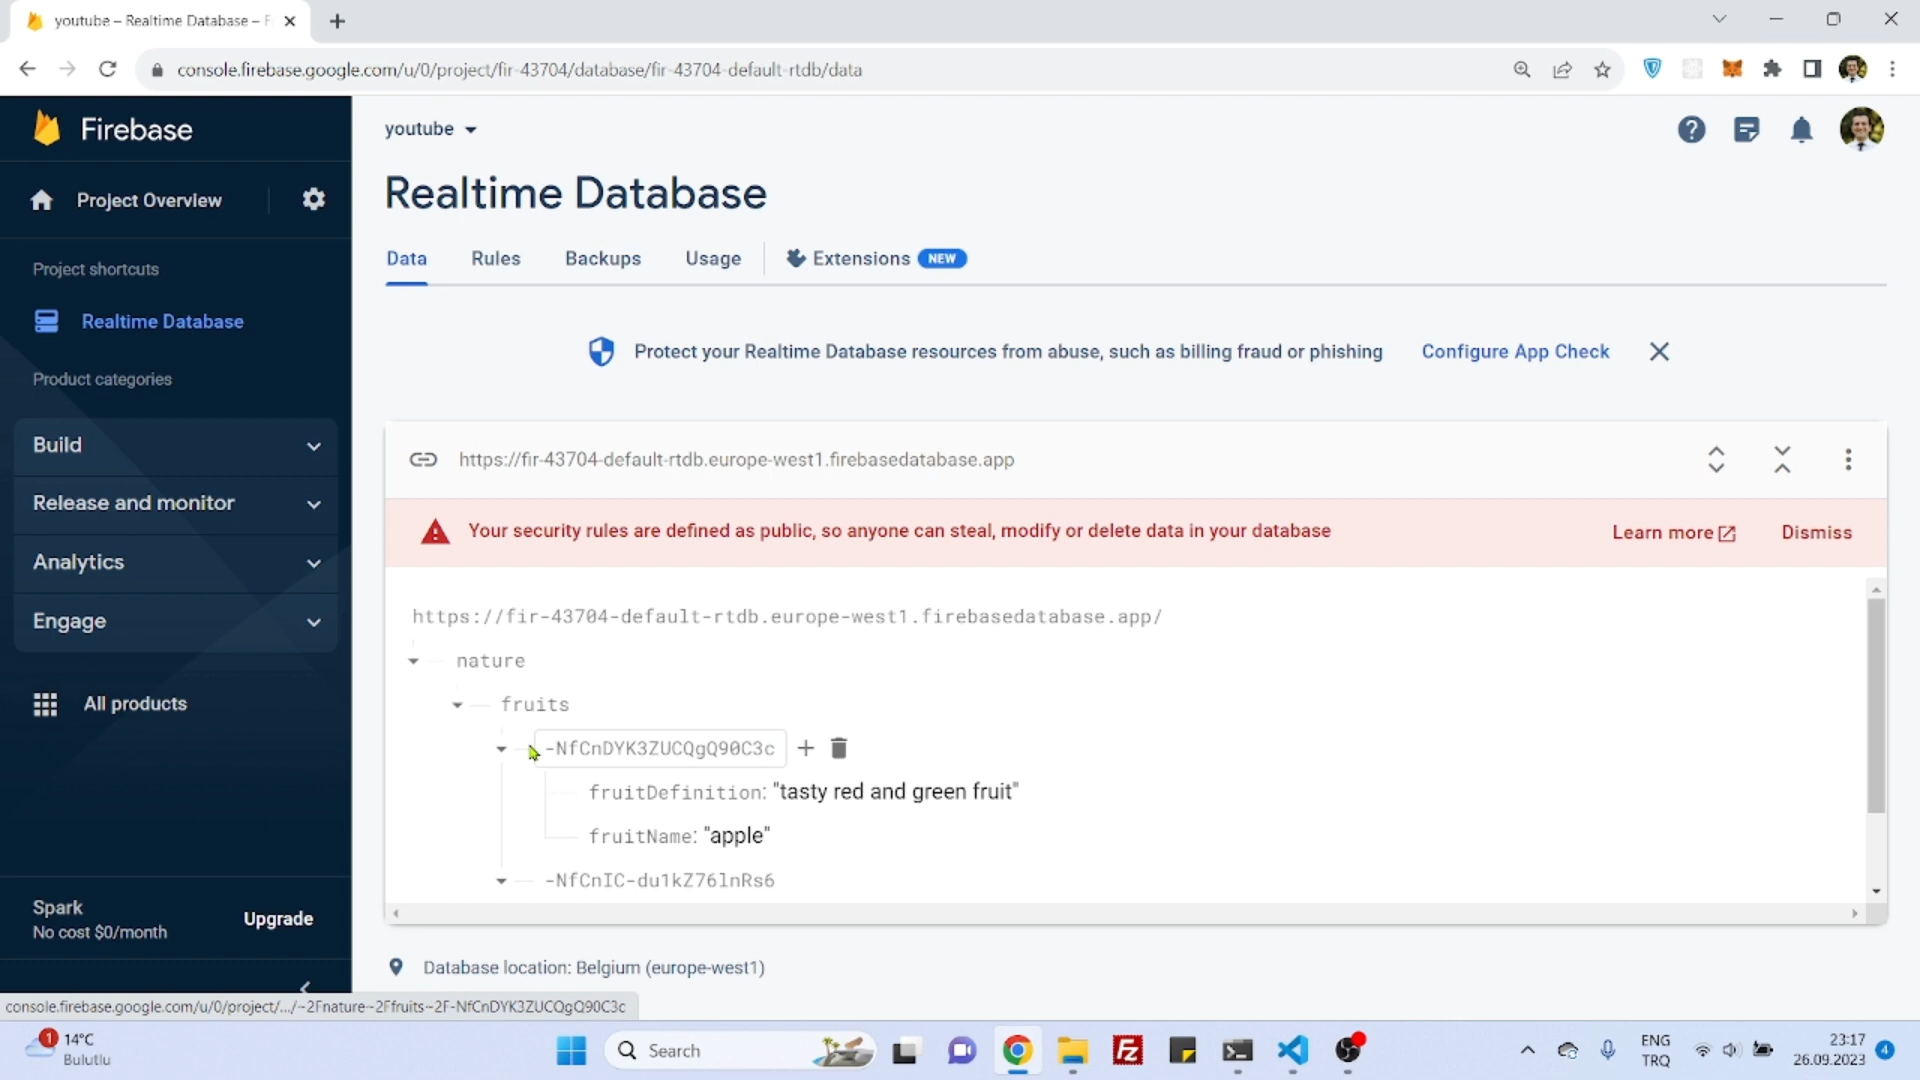 youtube – Realtime Database – F
console.firebase.google.com/u/0/project/fir-43704/database/fir-43704-default-rtdb/data
Firebase
youtube
Project Overview
Realtime Database
Data Rules Backups Usage Extensions NEW
Project shortcuts
Realtime Database
Protect your Realtime Database resources from abuse, such as billing fraud or phishing Configure App Check
Product categories
Build
Release and monitor
Analytics
Engage
All products
https://fir-43704-default-rtdb.europe-west1.firebasedatabase.app
Your security rules are defined as public, so anyone can steal, modify or delete data in your database Learn more Dismiss
https://fir-43704-default-rtdb.europe-west1.firebasedatabase.app/
nature
fruits
-NfCnDYK3ZUCQgQ90C3c
fruitDefinition: "tasty red and green fruit"
fruitName: "apple"
-NfCnIC-du1kZ76lnRs6
Spark
No cost $0/month
Upgrade
Database location: Belgium (europe-west1)
console.firebase.google.com/u/0/project/.../~2Fnature~2Ffruits~2F-NfCnDYK3ZUCQgQ90C3c
1
14°C
Bulutlu
Search
Fz
ENG
TRQ
23:17
26.09.2023
4